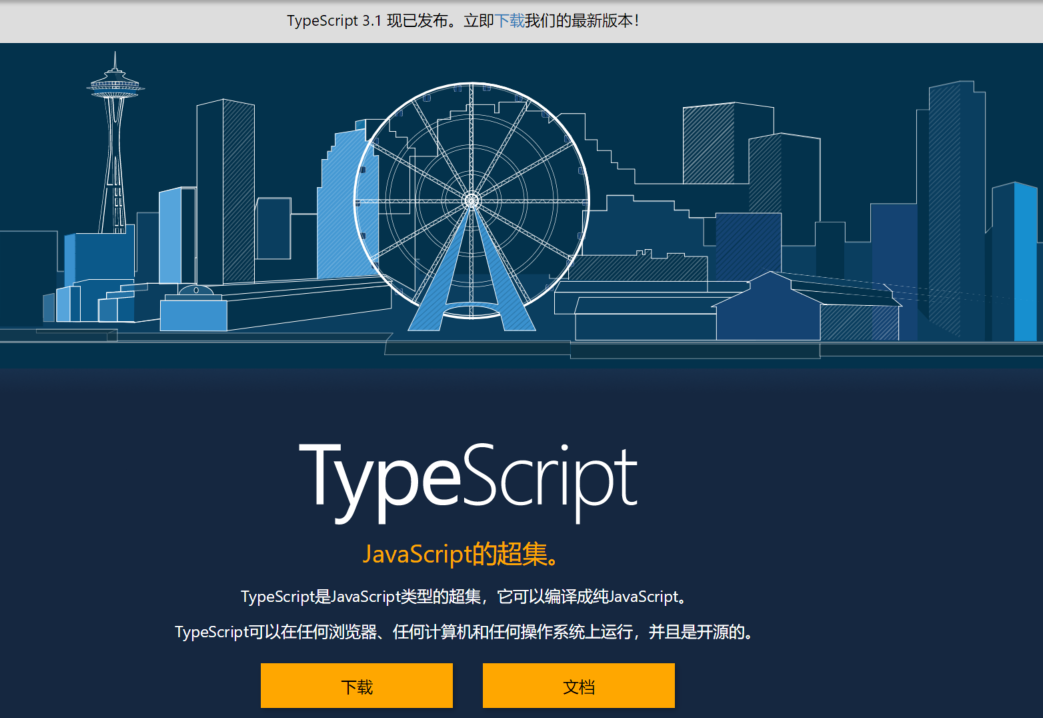 TypeScript 3.1 现已发布。立即下载我们的最新版本！
TypeScript
JavaScript的超集。
TypeScript是JavaScript类型的超集，它可以编译成纯JavaScript。
TypeScript可以在任何浏览器、任何计算机和任何操作系统上运行，并且是开源的。
下载
文档